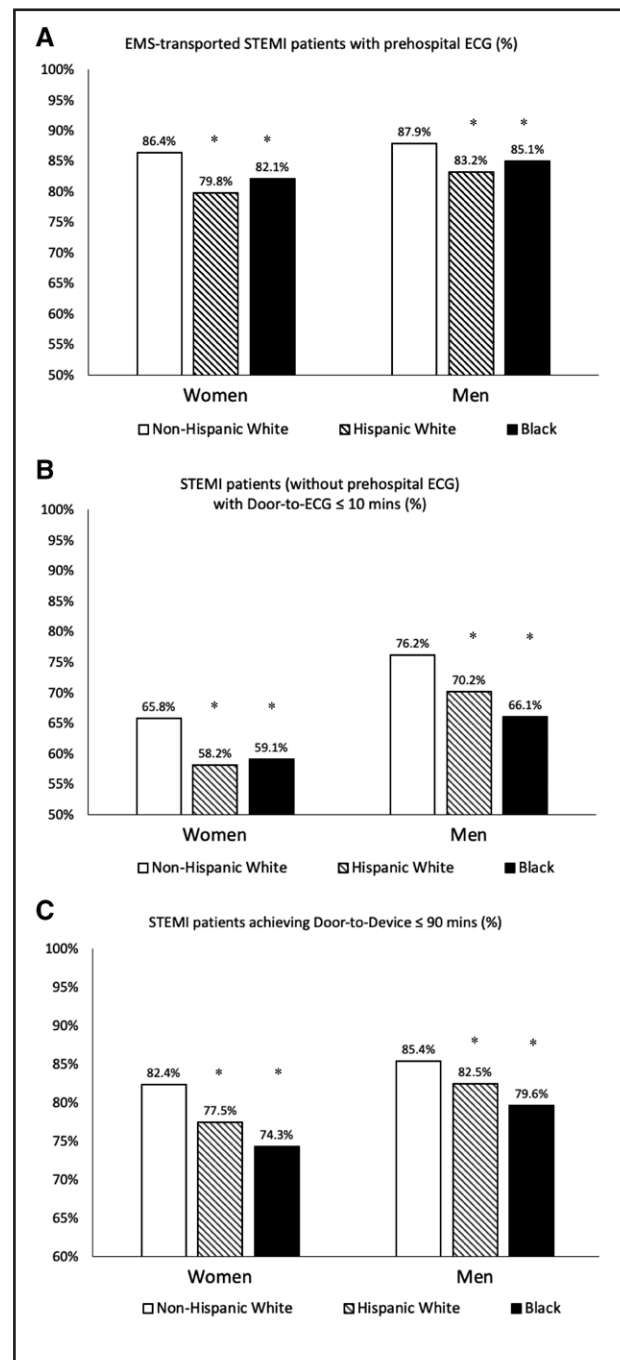 A
EMS-transported STEMI patients with prehospital ECG (%)
100%
95%
90%
85%
80%
75%
70%
65%
60%
55%
50%
86.4%
*
79.8%
*
82.1%
87.9%
*
83.2%
*
85.1%
Women
Men
Non-Hispanic White
Hispanic White
Black
B
STEMI patients (without prehospital ECG)
with Door-to-ECG ≤ 10 mins (%)
100%
95%
90%
85%
80%
75%
70%
65%
60%
55%
50%
65.8%
*
58.2%
*
59.1%
76.2%
*
70.2%
*
66.1%
Women
Men
Non-Hispanic White
Hispanic White
Black
C
STEMI patients achieving Door-to-Device ≤ 90 mins (%)
100%
95%
90%
85%
80%
75%
70%
65%
60%
82.4%
*
77.5%
*
74.3%
85.4%
*
82.5%
*
79.6%
Women
Men
Non-Hispanic White
Hispanic White
Black